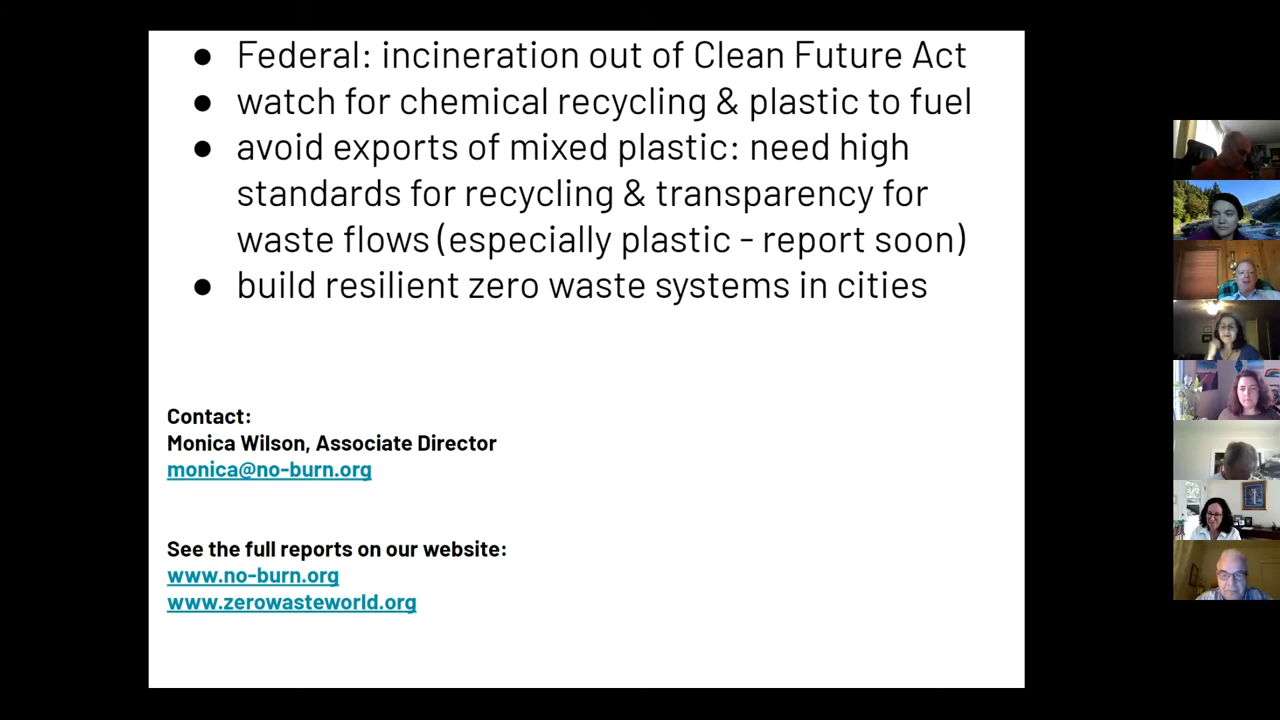 ● Federal: incineration out of Clean Future Act
● watch for chemical recycling & plastic to fuel
● avoid exports of mixed plastic: need high
standards for recycling & transparency for
waste flows (especially plastic - report soon)
● build resilient zero waste systems in cities
Contact:
Monica Wilson, Associate Director
monica@no-burn.org
See the full reports on our website:
www.no-burn.org
www.zerowasteworld.org